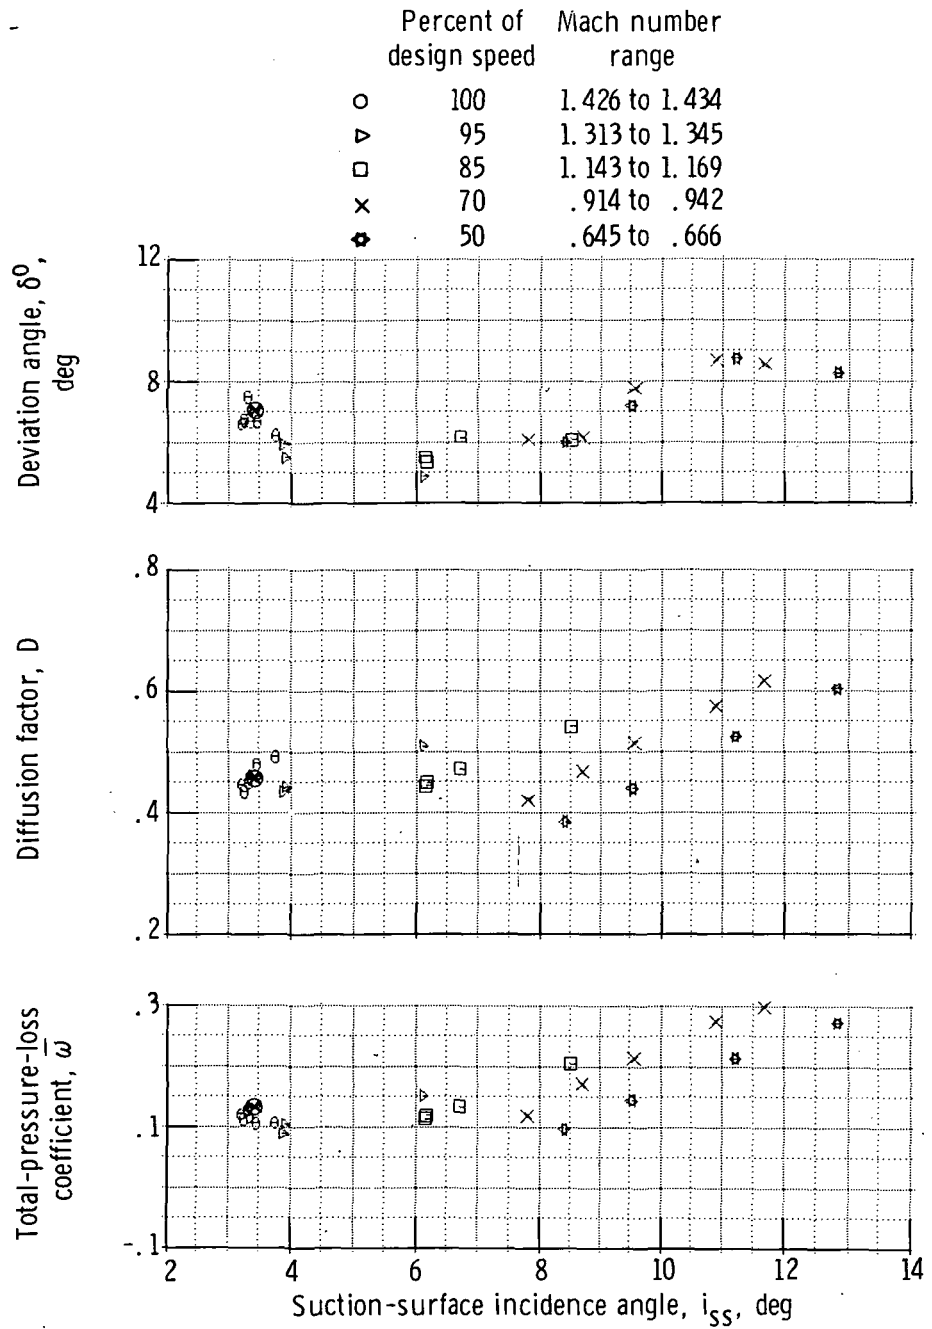 Percent of design speed Mach number range
100 1.426 to 1.434
95 1.313 to 1.345
85 1.143 to 1.169
70 .914 to .942
50 .645 to .666
Deviation angle, δ°,
deg
12
8
4
Diffusion factor, D
.8
.6
.4
.2
Total-pressure-loss
coefficient, ω̅
.3
.1
-.1
2 4 6 8 10 12 14
Suction-surface incidence angle, iss, deg